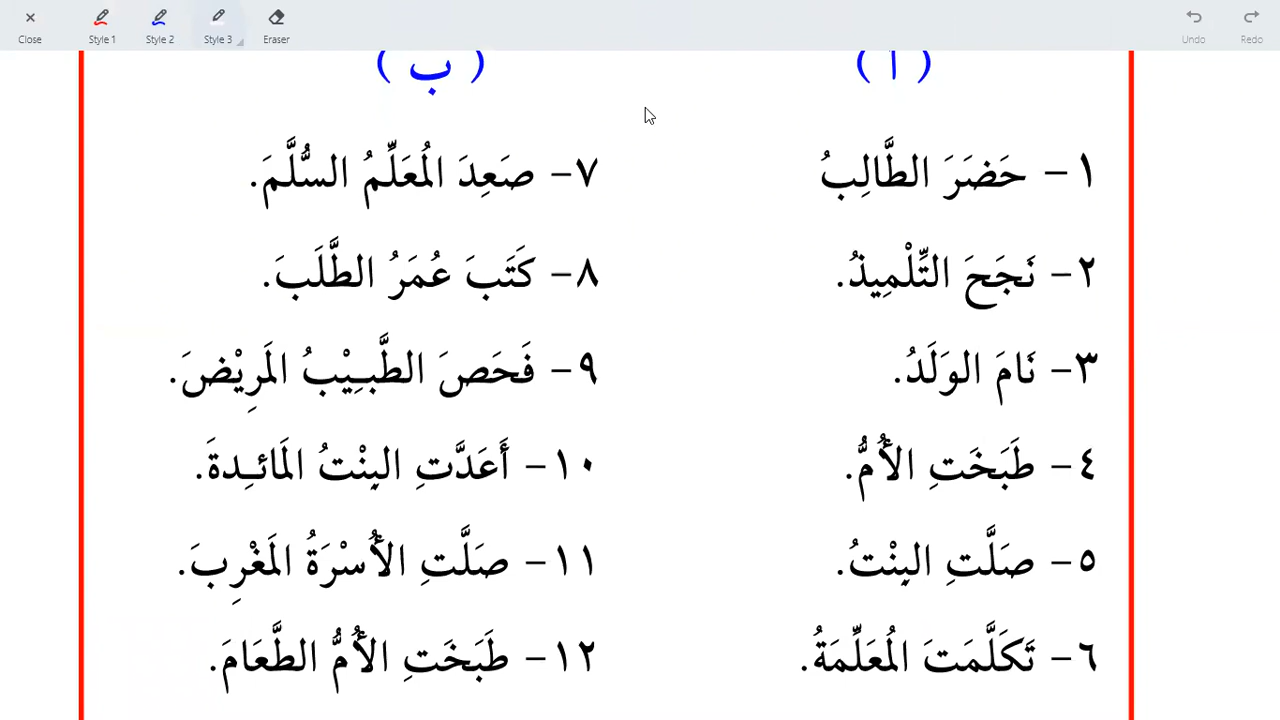 Close
Style 1
Style 2
Style 3
Eraser
Undo
Redo
( أ )
١ - حَضَرَ الطَّالِبُ
٢- نَجَحَ التِّلْمِيذُ.
٣- نَامَ الوَلَدُ.
٤- طَبَخَتِ الأُمُّ.
٥- صَلَّتِ البِنْتُ.
٦- تَكَلَّمَتَ المُعَلِّمَةُ.
( ب )
٧- صَعِدَ المُعَلِّمُ السُّلَّمَ.
٨- كَتَبَ عُمَرُ الطَّلَبَ.
٩- فَحَصَ الطَّبِيْبُ المَرِيْضَ.
١٠- أَعَدَّتِ البِنْتُ المَائِدةَ.
١١- صَلَّتِ الأُسْرَةُ المَغْرِبَ.
١٢- طَبَخَتِ الأُمُّ الطَّعَامَ.